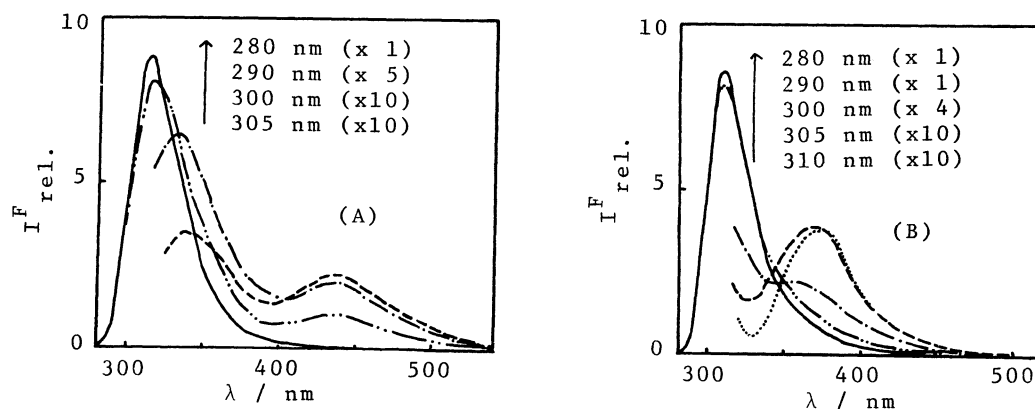 10
5
0
I^F rel.
280 nm (x 1)
290 nm (x 5)
300 nm (x10)
305 nm (x10)
(A)
300 400 500
λ / nm
10
5
0
I^F rel.
280 nm (x 1)
290 nm (x 1)
300 nm (x 4)
305 nm (x10)
310 nm (x10)
(B)
300 400 500
λ / nm